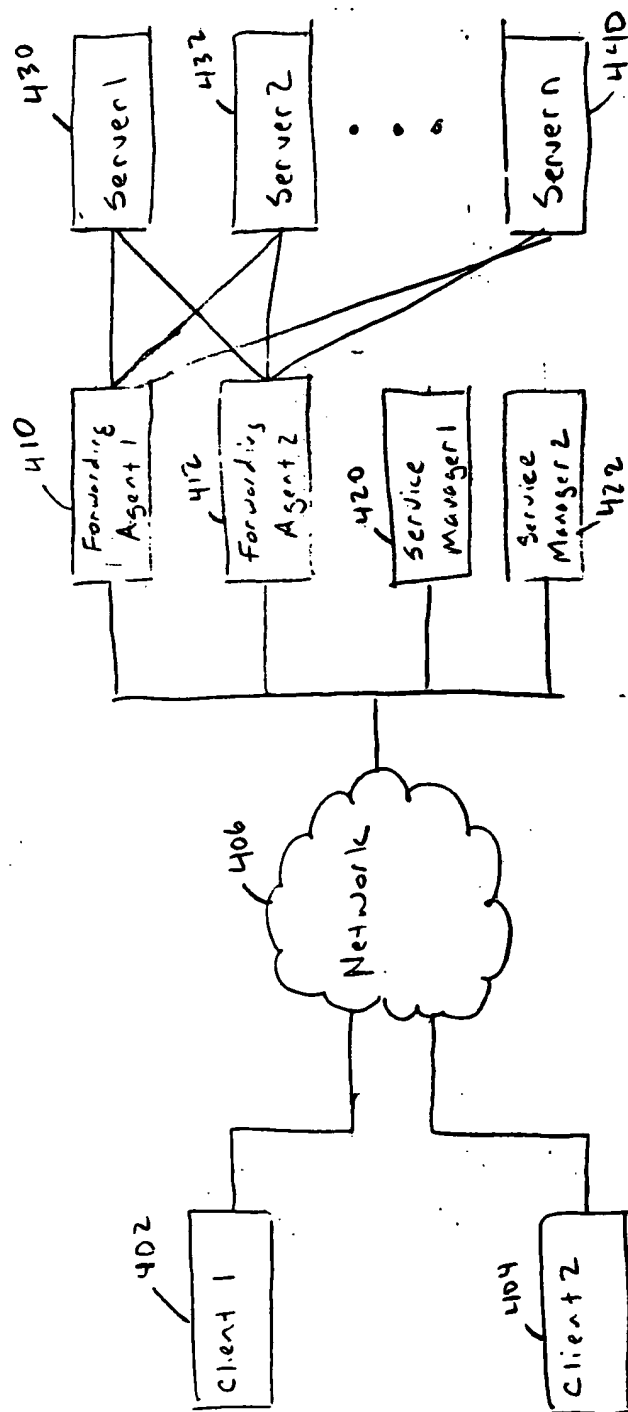 402
Client 1
404
Client 2
406
Network
410
Forwarding
Agent 1
412
Forwarding
Agent 2
420
Service
Manager 1
Service
Manager 2
422
430
Server 1
432
Server 2
Server n
440